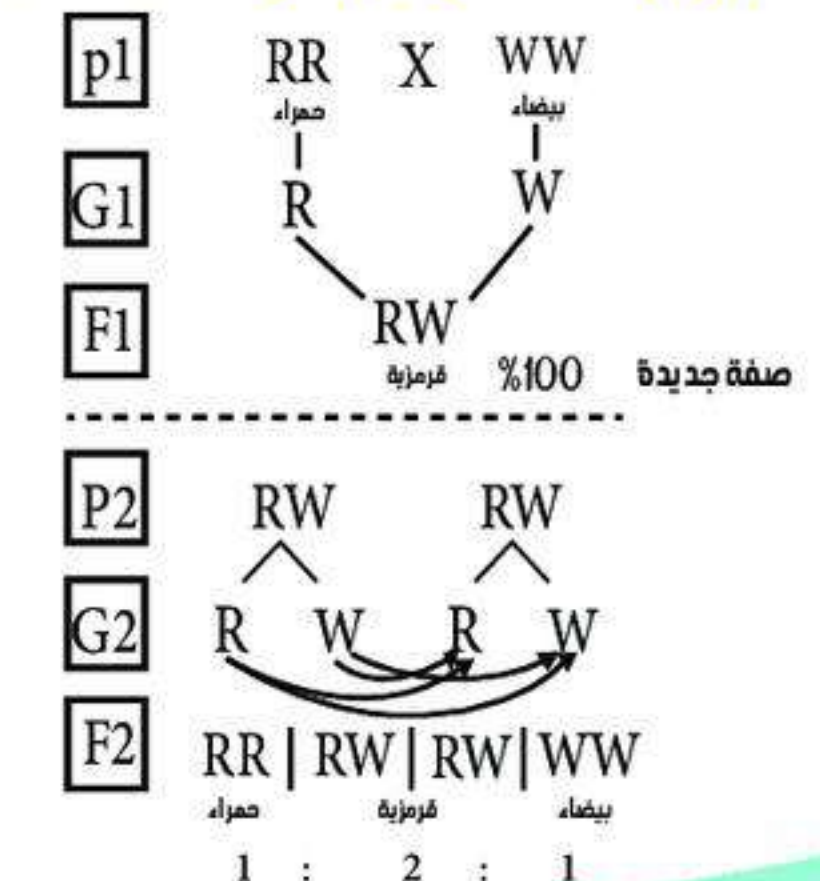 p1 RR X WW
حمراء بيضاء
G1 R W
F1 RW
قرمزية %100 صفة جديدة
P2 RW RW
G2 R W R W
F2 RR | RW | RW | WW
حمراء قرمزية بيضاء
1 : 2 : 1